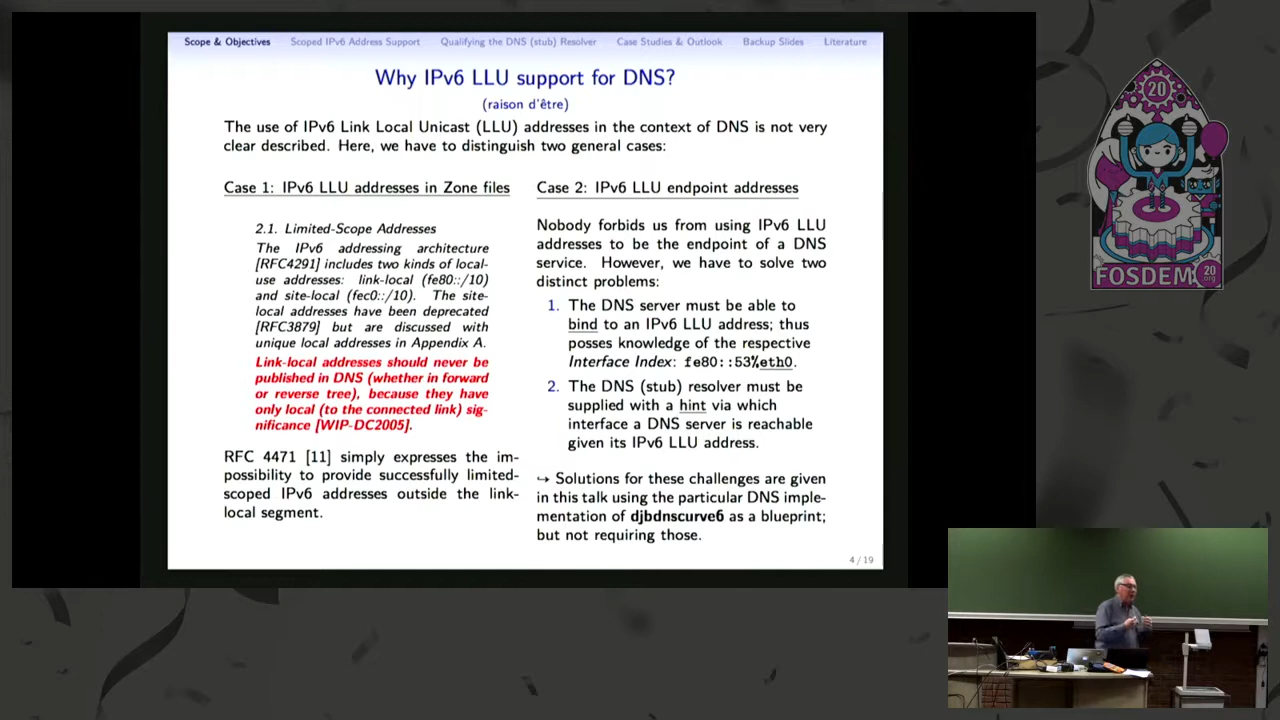 Scope & Objectives Scoped IPv6 Address Support Qualifying the DNS (stub) Resolver Case Studies & Outlook Backup Slides Literature
Why IPv6 LLU support for DNS?
(raison d'être)
The use of IPv6 Link Local Unicast (LLU) addresses in the context of DNS is not very
clear described. Here, we have to distinguish two general cases:
Case 1: IPv6 LLU addresses in Zone files
2.1. Limited-Scope Addresses
The IPv6 addressing architecture
[RFC4291] includes two kinds of local-
use addresses: link-local (fe80::/10)
and site-local (fec0::/10). The site-
local addresses have been deprecated
[RFC3879] but are discussed with
unique local addresses in Appendix A.
Link-local addresses should never be
published in DNS (whether in forward
or reverse tree), because they have
only local (to the connected link) sig-
nificance [WIP-DC2005].
RFC 4471 [11] simply expresses the im-
possibility to provide successfully limited-
scoped IPv6 addresses outside the link-
local segment.
Case 2: IPv6 LLU endpoint addresses
Nobody forbids us from using IPv6 LLU
addresses to be the endpoint of a DNS
service. However, we have to solve two
distinct problems:
1. The DNS server must be able to
bind to an IPv6 LLU address; thus
posses knowledge of the respective
Interface Index: fe80::53%eth0.
2. The DNS (stub) resolver must be
supplied with a hint via which
interface a DNS server is reachable
given its IPv6 LLU address.
↪ Solutions for these challenges are given
in this talk using the particular DNS imple-
mentation of djbdnscurve6 as a blueprint;
but not requiring those.
4 / 19
20
FOSDEM 20
.org